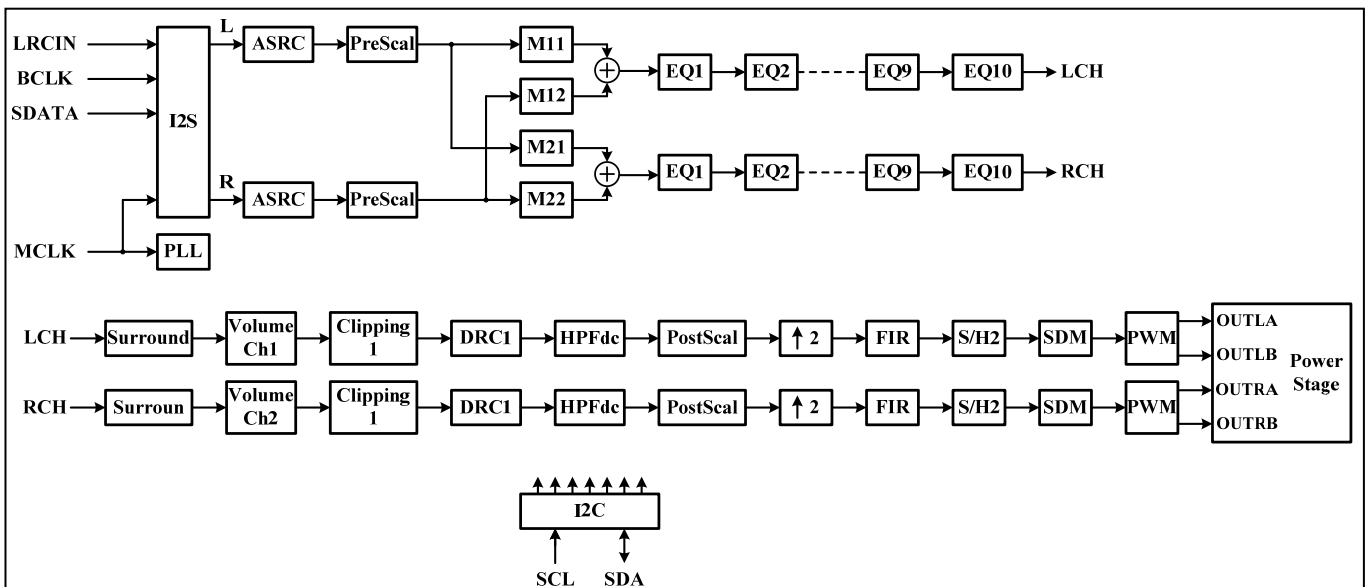 L
LRCIN
ASRC
PreScal
M11
BCLK
EQ1
EQ2
EQ9
EQ10
LCH
M12
SDATA
I2S
M21
R
EQ1
EQ2
EQ9
EQ10
RCH
ASRC
PreScal
M22
MCLK
PLL
LCH
Surround
Volume
Ch1
Clipping
1
DRC1
HPFdc
PostScal
↑ 2
FIR
S/H2
SDM
PWM
OUTLA
OUTLB
Power
Stage
RCH
Surroun
Volume
Ch2
Clipping
1
DRC1
HPFdc
PostScal
↑ 2
FIR
S/H2
SDM
PWM
OUTRA
OUTRB
I2C
SCL
SDA